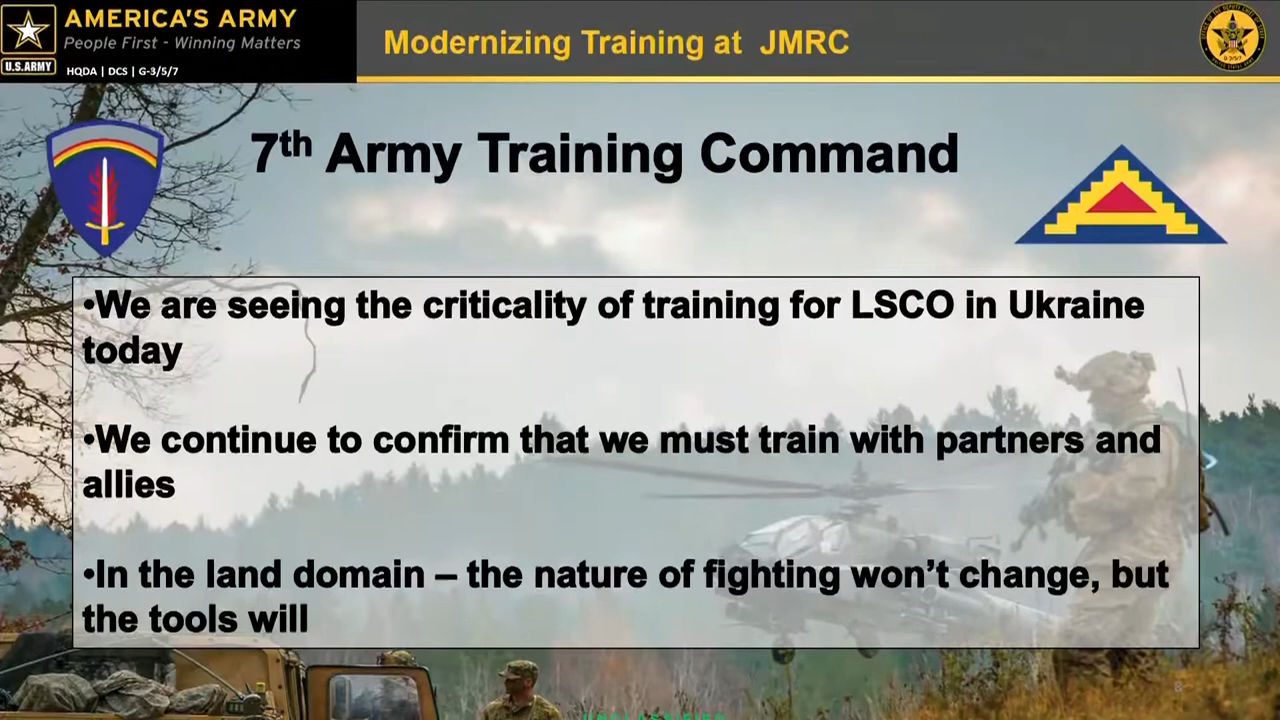 AMERICA'S ARMY
People First - Winning Matters
U.S.ARMY
HQDA | DCS | G-3/5/7
Modernizing Training at JMRC
7th Army Training Command
•We are seeing the criticality of training for LSCO in Ukraine
today
•We continue to confirm that we must train with partners and
allies
•In the land domain – the nature of fighting won't change, but
the tools will
8
UNCLASSIFIED